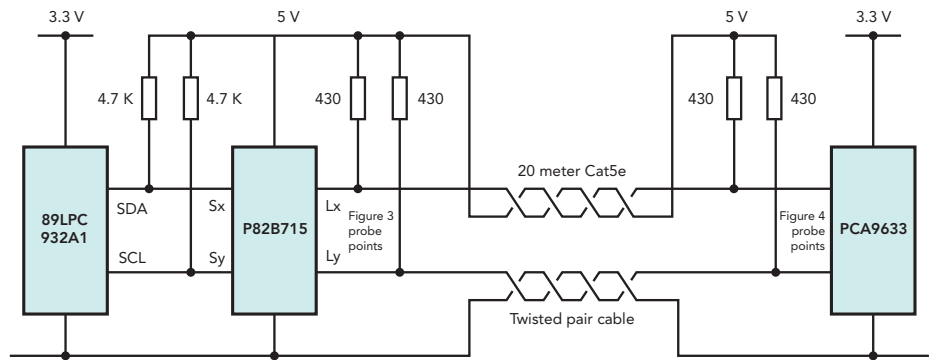 3.3 V
5 V
5 V
3.3 V
4.7 K
4.7 K
430
430
430
430
20 meter Cat5e
89LPC
932A1
SDA
SCL
Sx
Sy
P82B715
Lx
Ly
Figure 3
probe
points
Figure 4
probe
points
PCA9633
Twisted pair cable